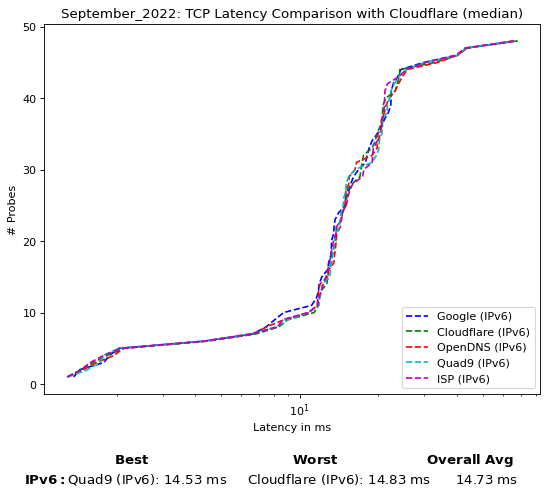 September_2022: TCP Latency Comparison with Cloudflare (median)
50
40
30
20
10
0
# Probes
10^1
Latency in ms
Google (IPv6)
Cloudflare (IPv6)
OpenDNS (IPv6)
Quad9 (IPv6)
ISP (IPv6)
Best Worst Overall Avg
IPv6: Quad9 (IPv6): 14.53 ms Cloudflare (IPv6): 14.83 ms 14.73 ms